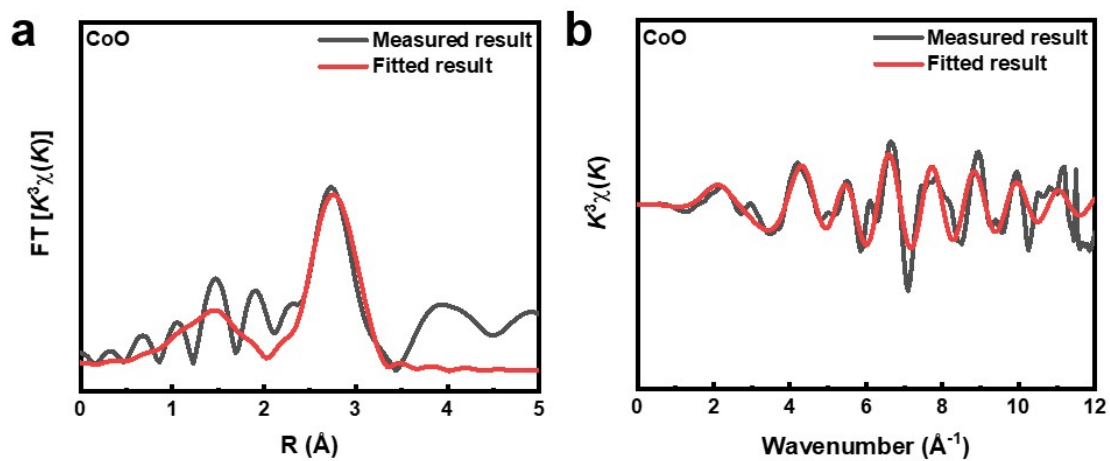 a
CoO
Measured result
Fitted result
FT [K³χ(K)]
0 1 2 3 4 5
R (Å)
b
CoO
Measured result
Fitted result
K³χ(K)
0 2 4 6 8 10 12
Wavenumber (Å⁻¹)